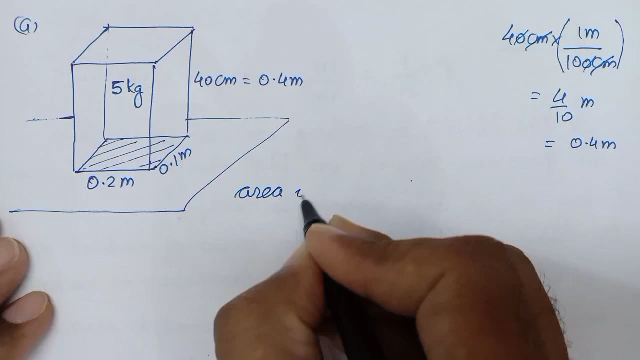 (a)
5kg
40cm = 0.4m
0.1m
0.2m
area
40cm × (1m / 100cm)
= 4/10 m
= 0.4m